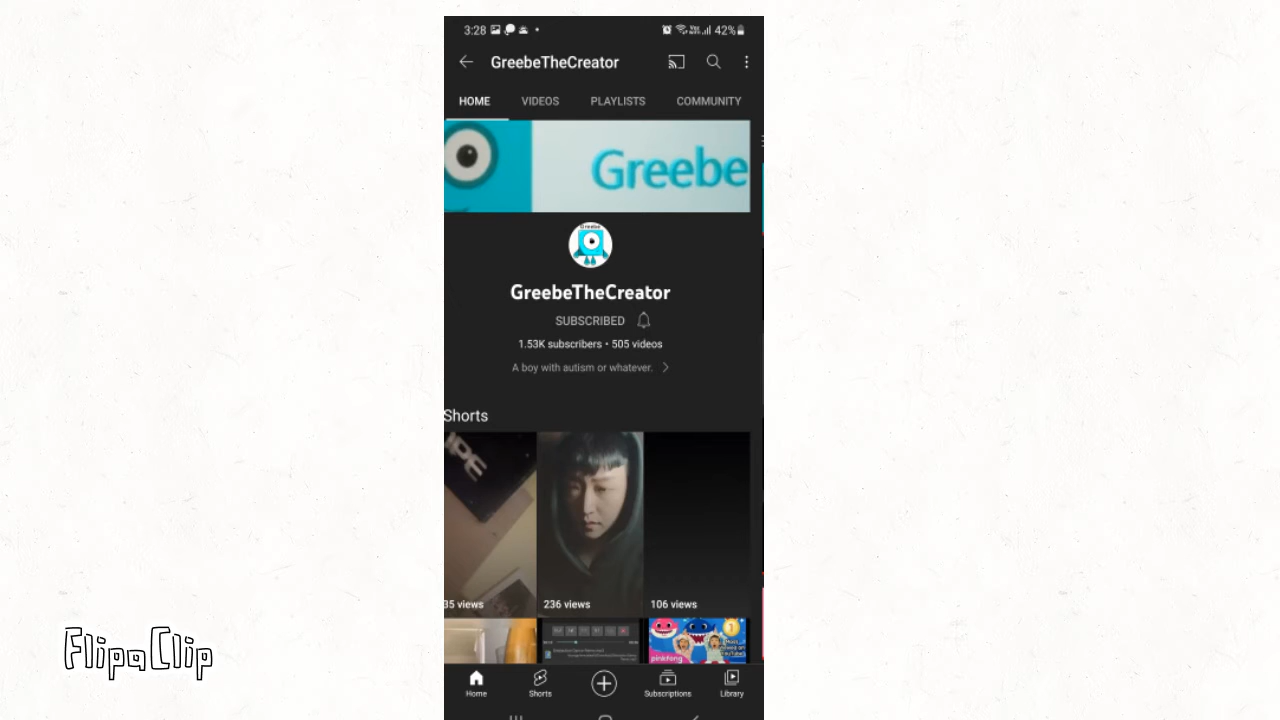 3:28
42%
GreebeTheCreator
HOME VIDEOS PLAYLISTS COMMUNITY
Greebe
Greebe
GreebeTheCreator
SUBSCRIBED
1.53K subscribers • 505 videos
A boy with autism or whatever.
Shorts
35 views 236 views 106 views
pinkfong
Home Shorts Subscriptions Library
FlipaClip